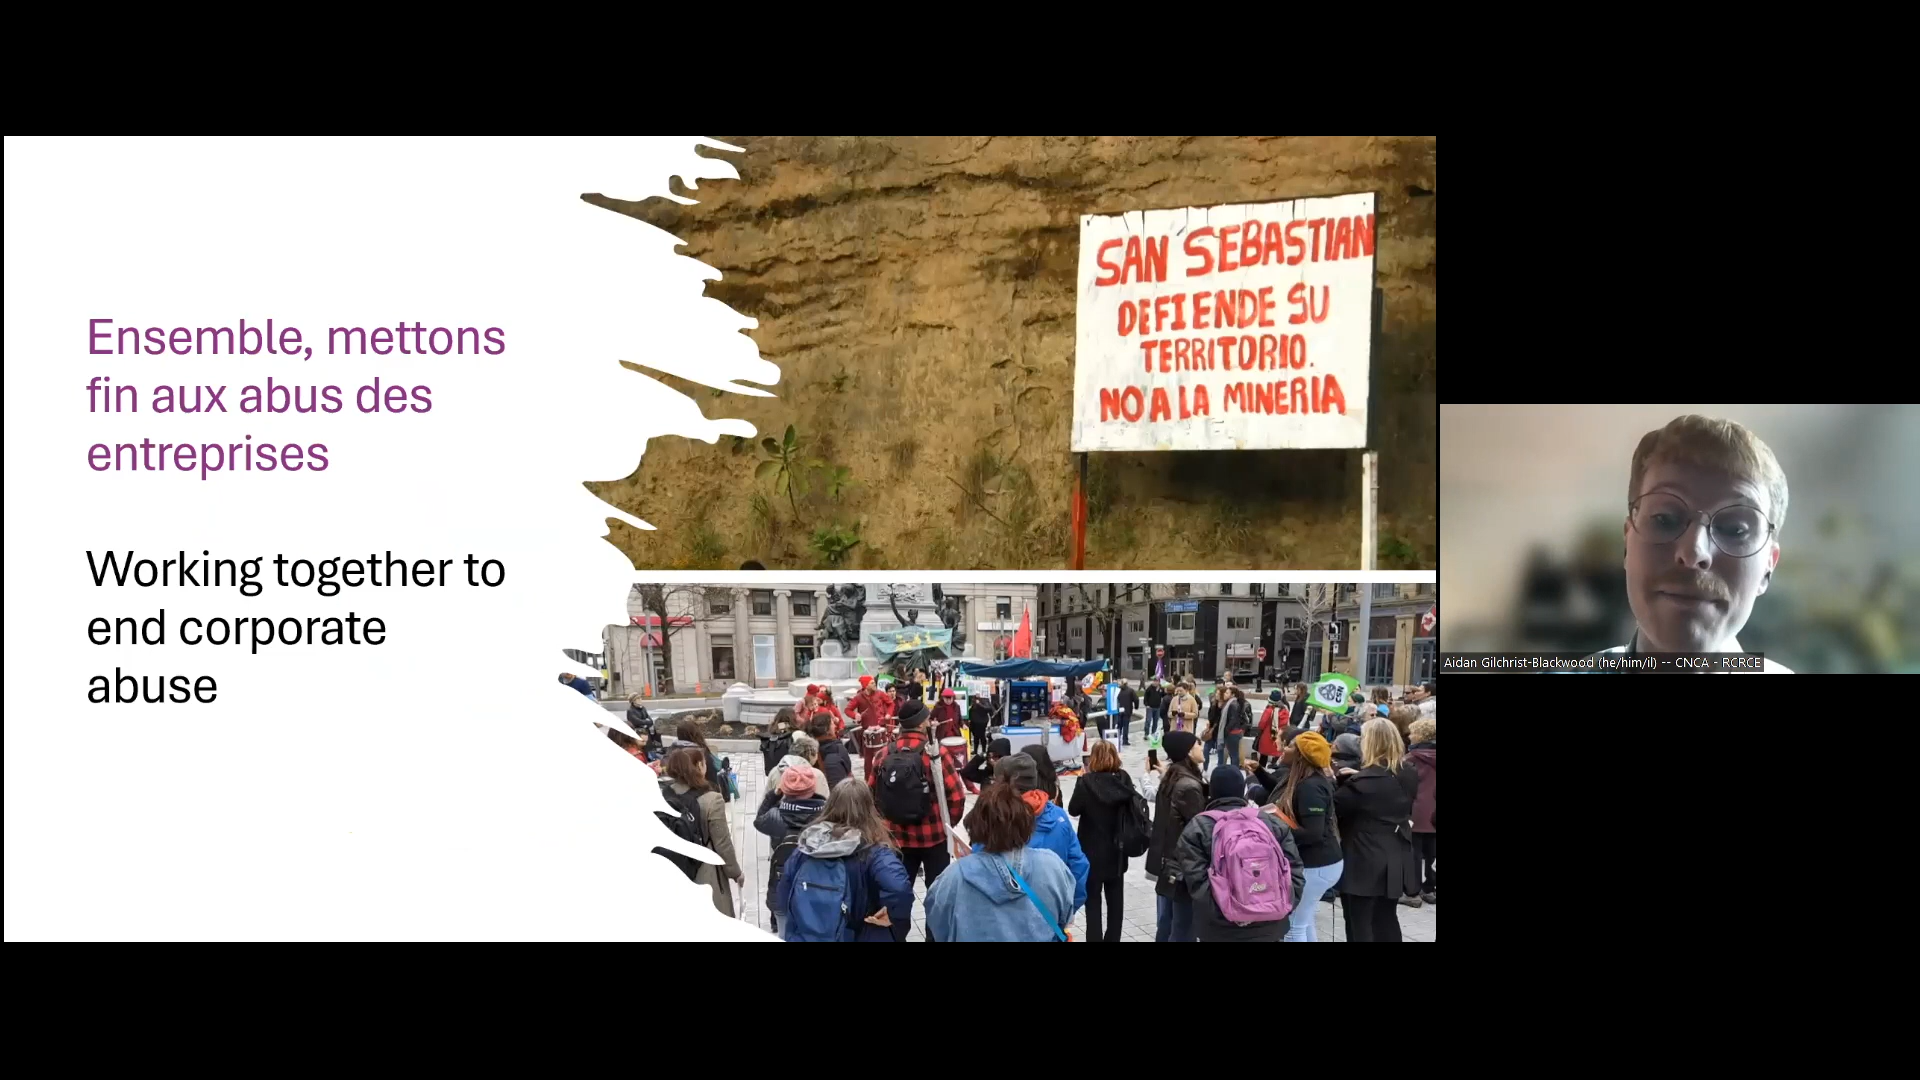 Ensemble, mettons
fin aux abus des
entreprises
Working together to
end corporate
abuse
SAN SEBASTIAN
DEFIENDE SU
TERRITORIO.
NO A LA MINERIA
CSN
Aidan Gilchrist-Blackwood (he/him/il) -- CNCA - RCRCE